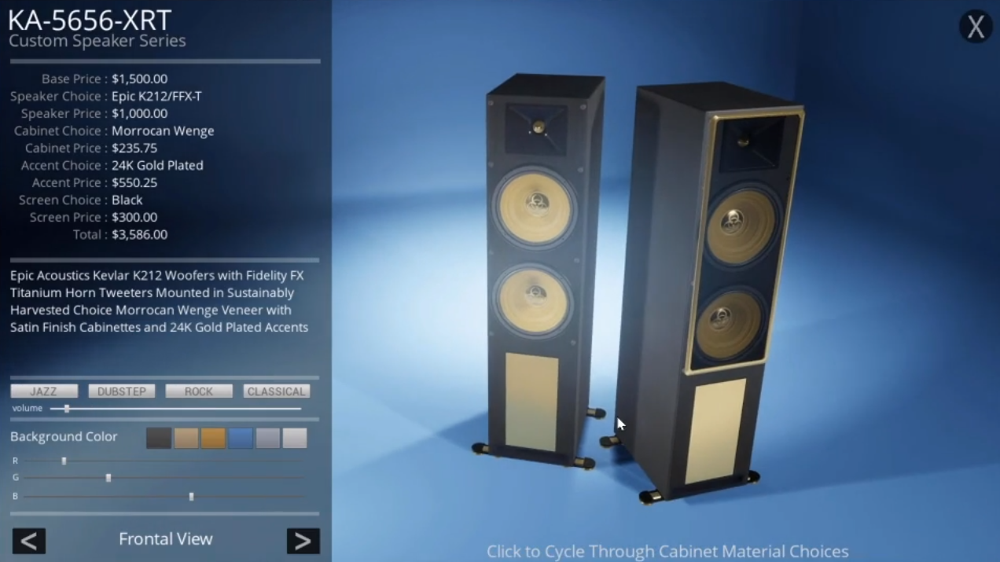 KA-5656-XRT
Custom Speaker Series
X
Base Price : $1,500.00
Speaker Choice : Epic K212/FFX-T
Speaker Price : $1,000.00
Cabinet Choice : Morrocan Wenge
Cabinet Price : $235.75
Accent Choice : 24K Gold Plated
Accent Price : $550.25
Screen Choice : Black
Screen Price : $300.00
Total : $3,586.00
Epic Acoustics Kevlar K212 Woofers with Fidelity FX
Titanium Horn Tweeters Mounted in Sustainably
Harvested Choice Morrocan Wenge Veneer with
Satin Finish Cabinettes and 24K Gold Plated Accents
JAZZ DUBSTEP ROCK CLASSICAL
volume
Background Color
R
G
B
< Frontal View >
Click to Cycle Through Cabinet Material Choices